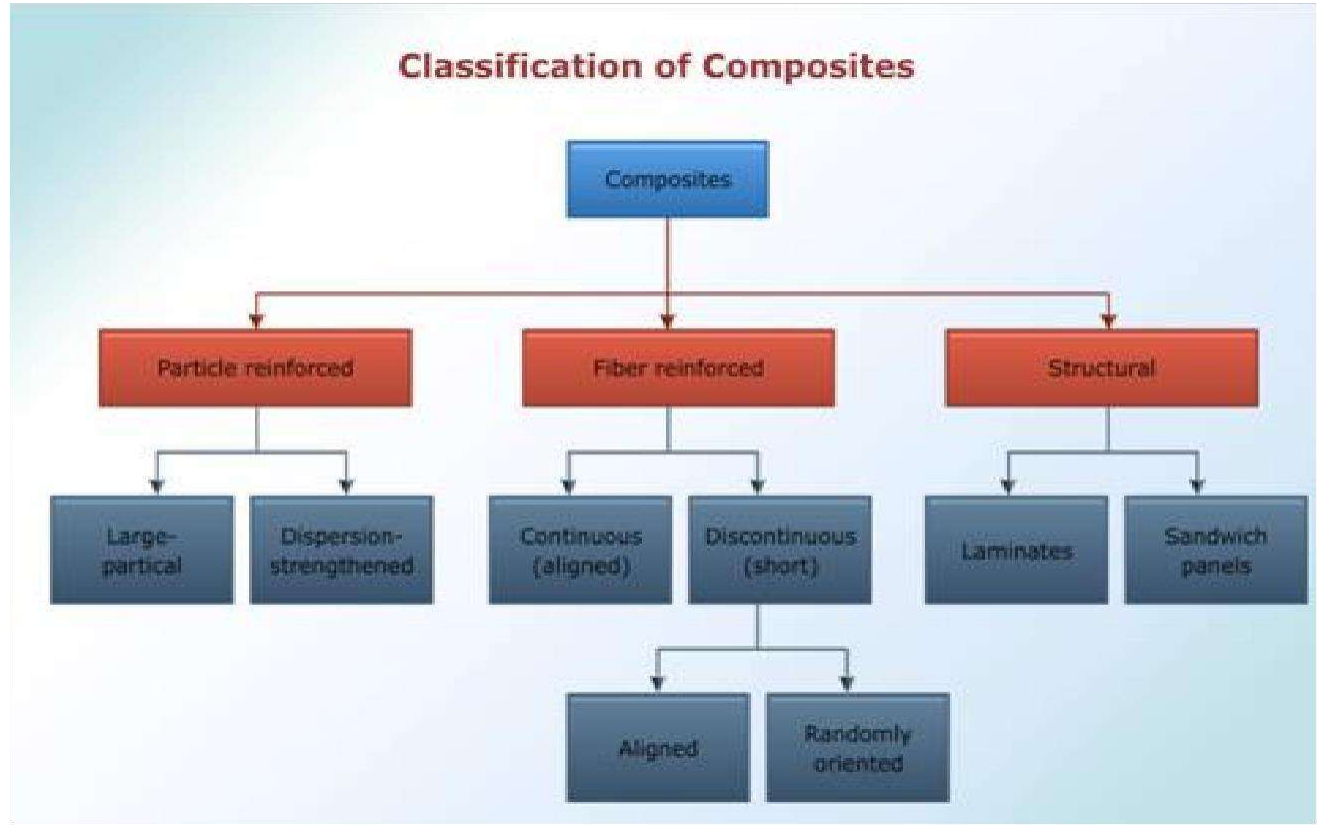 Classification of Composites
Composites
Particle reinforced
Fiber reinforced
Structural
Large-
partical
Dispersion-
strengthened
Continuous
(aligned)
Discontinuous
(short)
Laminates
Sandwich
panels
Aligned
Randomly
oriented